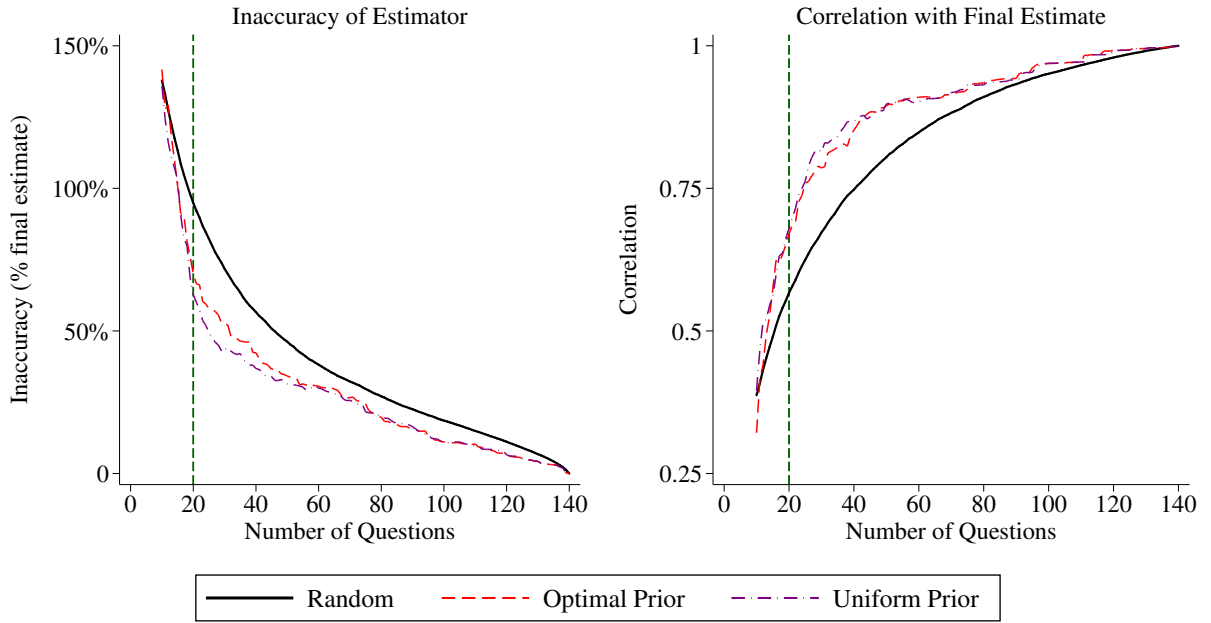 Inaccuracy of Estimator
Inaccuracy (% final estimate)
150%
100%
50%
0
0 20 40 60 80 100 120 140
Number of Questions
Correlation with Final Estimate
Correlation
1
0.75
0.5
0.25
0 20 40 60 80 100 120 140
Number of Questions
Random Optimal Prior Uniform Prior